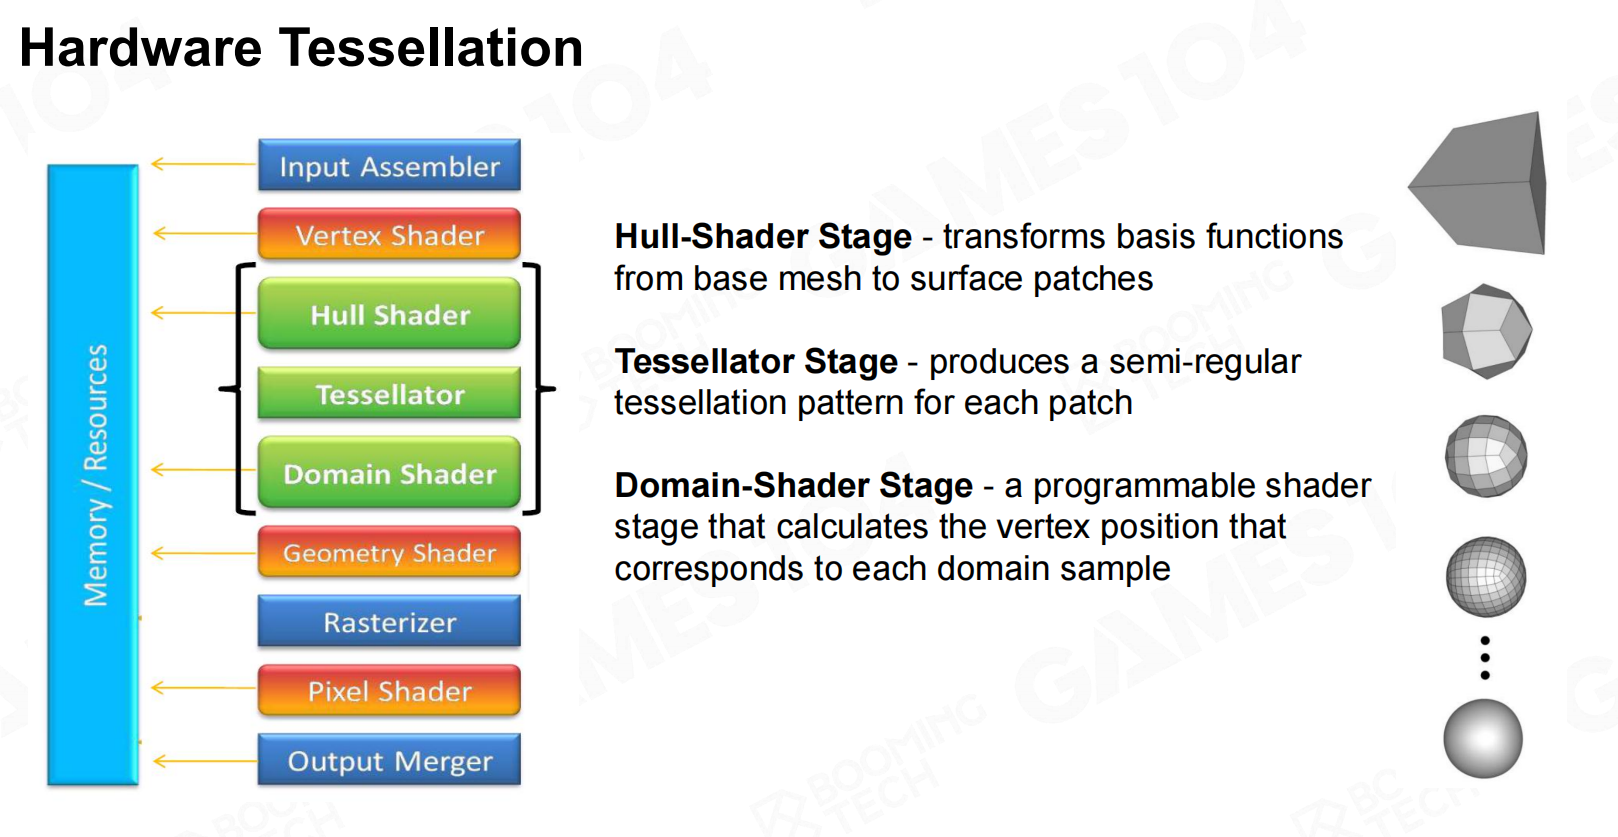 Hardware Tessellation
Memory / Resources
Input Assembler
Vertex Shader
Hull Shader
Tessellator
Domain Shader
Geometry Shader
Rasterizer
Pixel Shader
Output Merger
Hull-Shader Stage - transforms basis functions
from base mesh to surface patches
Tessellator Stage - produces a semi-regular
tessellation pattern for each patch
Domain-Shader Stage - a programmable shader
stage that calculates the vertex position that
corresponds to each domain sample
GAMES104
BOOMING
TECH